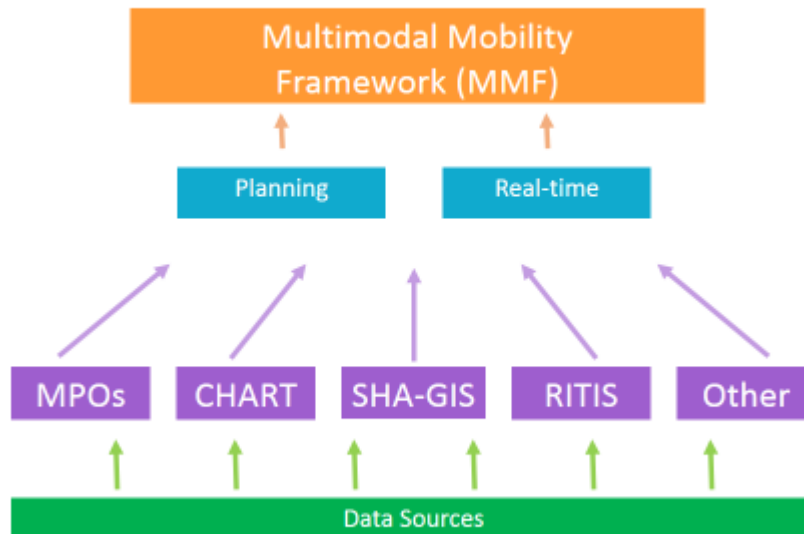 Multimodal Mobility
Framework (MMF)
Planning
Real-time
MPOs
CHART
SHA-GIS
RITIS
Other
Data Sources